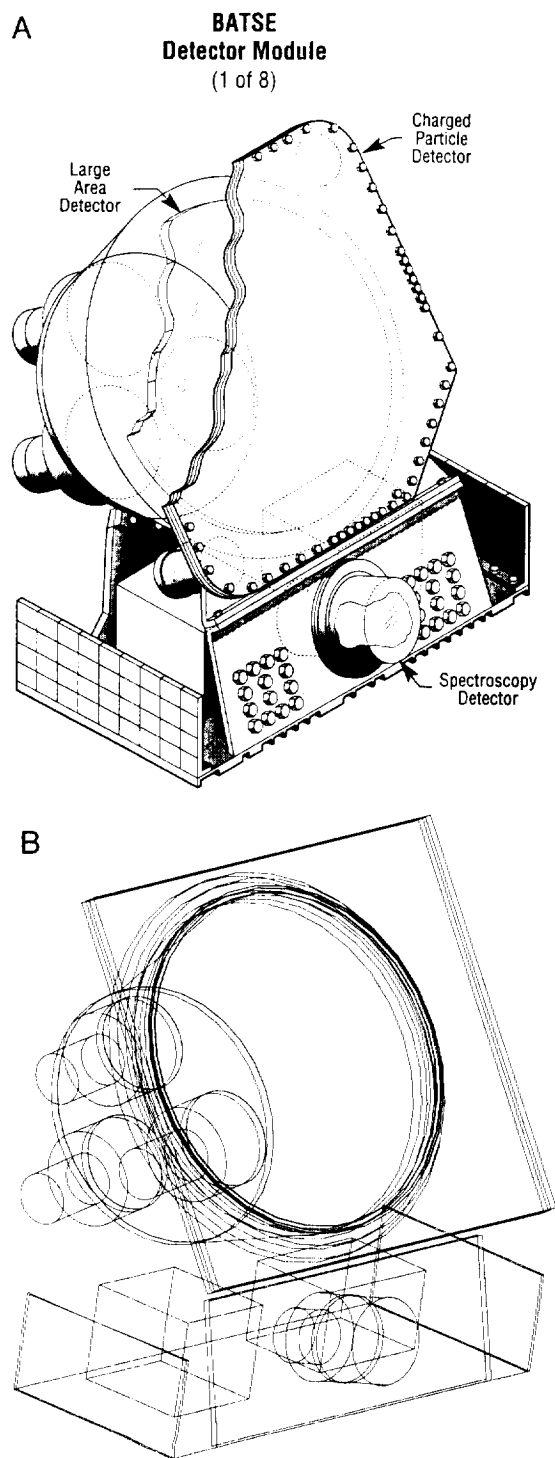 A
BATSE
Detector Module
(1 of 8)
Charged
Particle
Detector
Large
Area
Detector
Spectroscopy
Detector
B